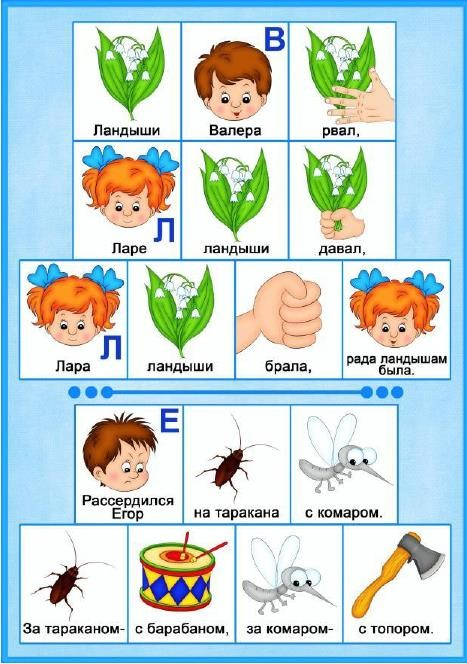 В
Ландыши Валера рвал,
Л
Ларе ландыши давал,
Л
Лара ландыши брала, рада ландышам
была.
Е
Рассердился
Егор на таракана с комаром.
За тараканом- с барабаном, за комаром- с топором.